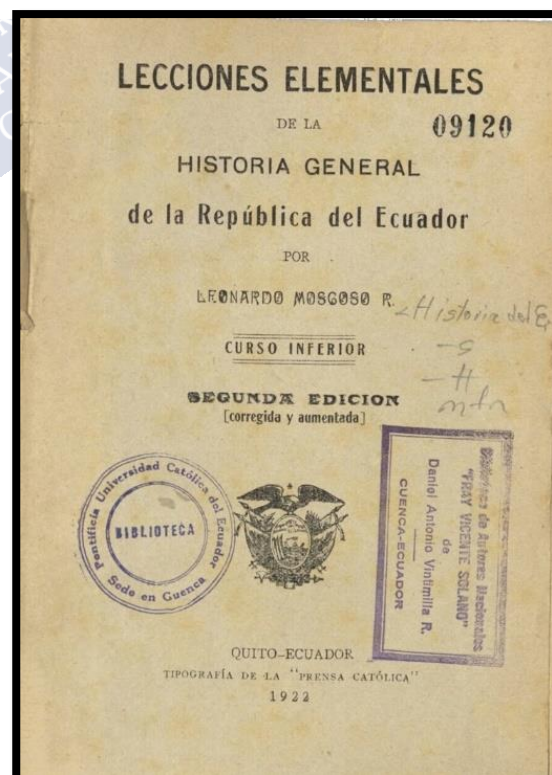 LECCIONES ELEMENTALES
DE LA
09120
HISTORIA GENERAL
de la República del Ecuador
POR
LEONARDO MOSCOSO R.
Historia del E.
CURSO INFERIOR
SEGUNDA EDICION
[corregida y aumentada]
Pontificia Universidad Católica del Ecuador
BIBLIOTECA
Sede en Cuenca
Biblioteca de Autores Nacionales
"FRAY VICENTE SOLANO"
de
Daniel Antonio Vintimilla R.
CUENCA-ECUADOR
QUITO–ECUADOR
TIPOGRAFÍA DE LA "PRENSA CATÓLICA"
1922